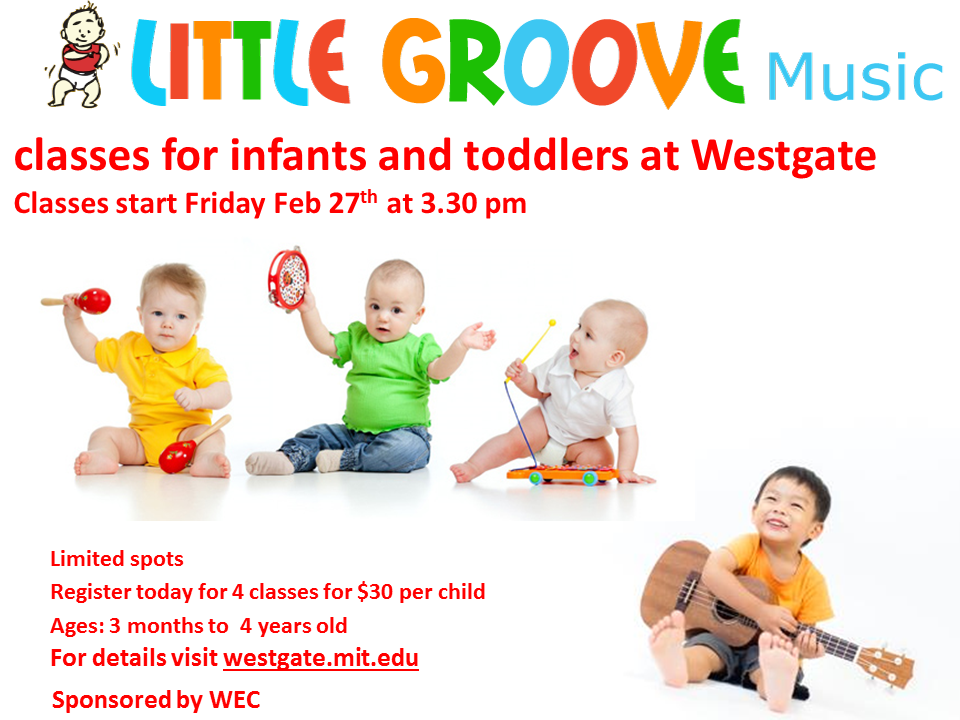 LITTLE GROOVE Music
classes for infants and toddlers at Westgate
Classes start Friday Feb 27th at 3.30 pm
Limited spots
Register today for 4 classes for $30 per child
Ages: 3 months to  4 years old
For details visit westgate.mit.edu
Sponsored by WEC